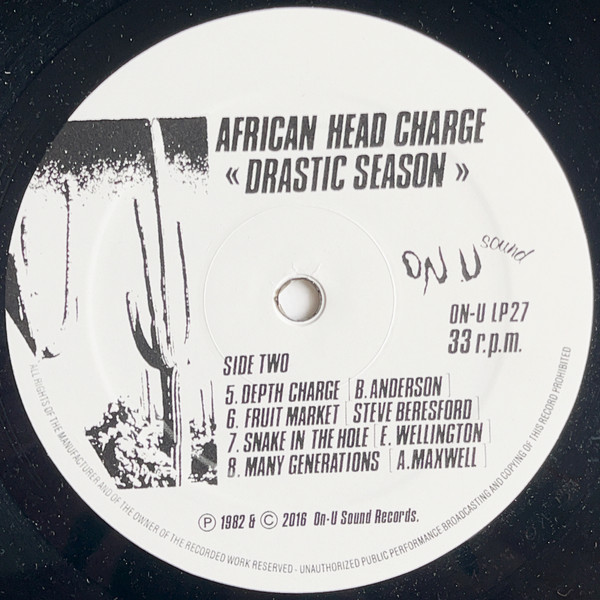 AFRICAN HEAD CHARGE
« DRASTIC SEASON »
ON.U sound
ON-U LP27
33 r.p.m.
SIDE TWO
5. DEPTH CHARGE [B. ANDERSON]
6. FRUIT MARKET [STEVE BERESFORD]
7. SNAKE IN THE HOLE [E. WELLINGTON]
8. MANY GENERATIONS [A. MAXWELL]
Ⓟ 1982 & Ⓒ 2016 On-U Sound Records.
ALL RIGHTS OF THE MANUFACTURER AND OF THE OWNER OF THE RECORDED WORK RESERVED - UNAUTHORIZED PUBLIC PERFORMANCE BROADCASTING AND COPYING OF THIS RECORD PROHIBITED